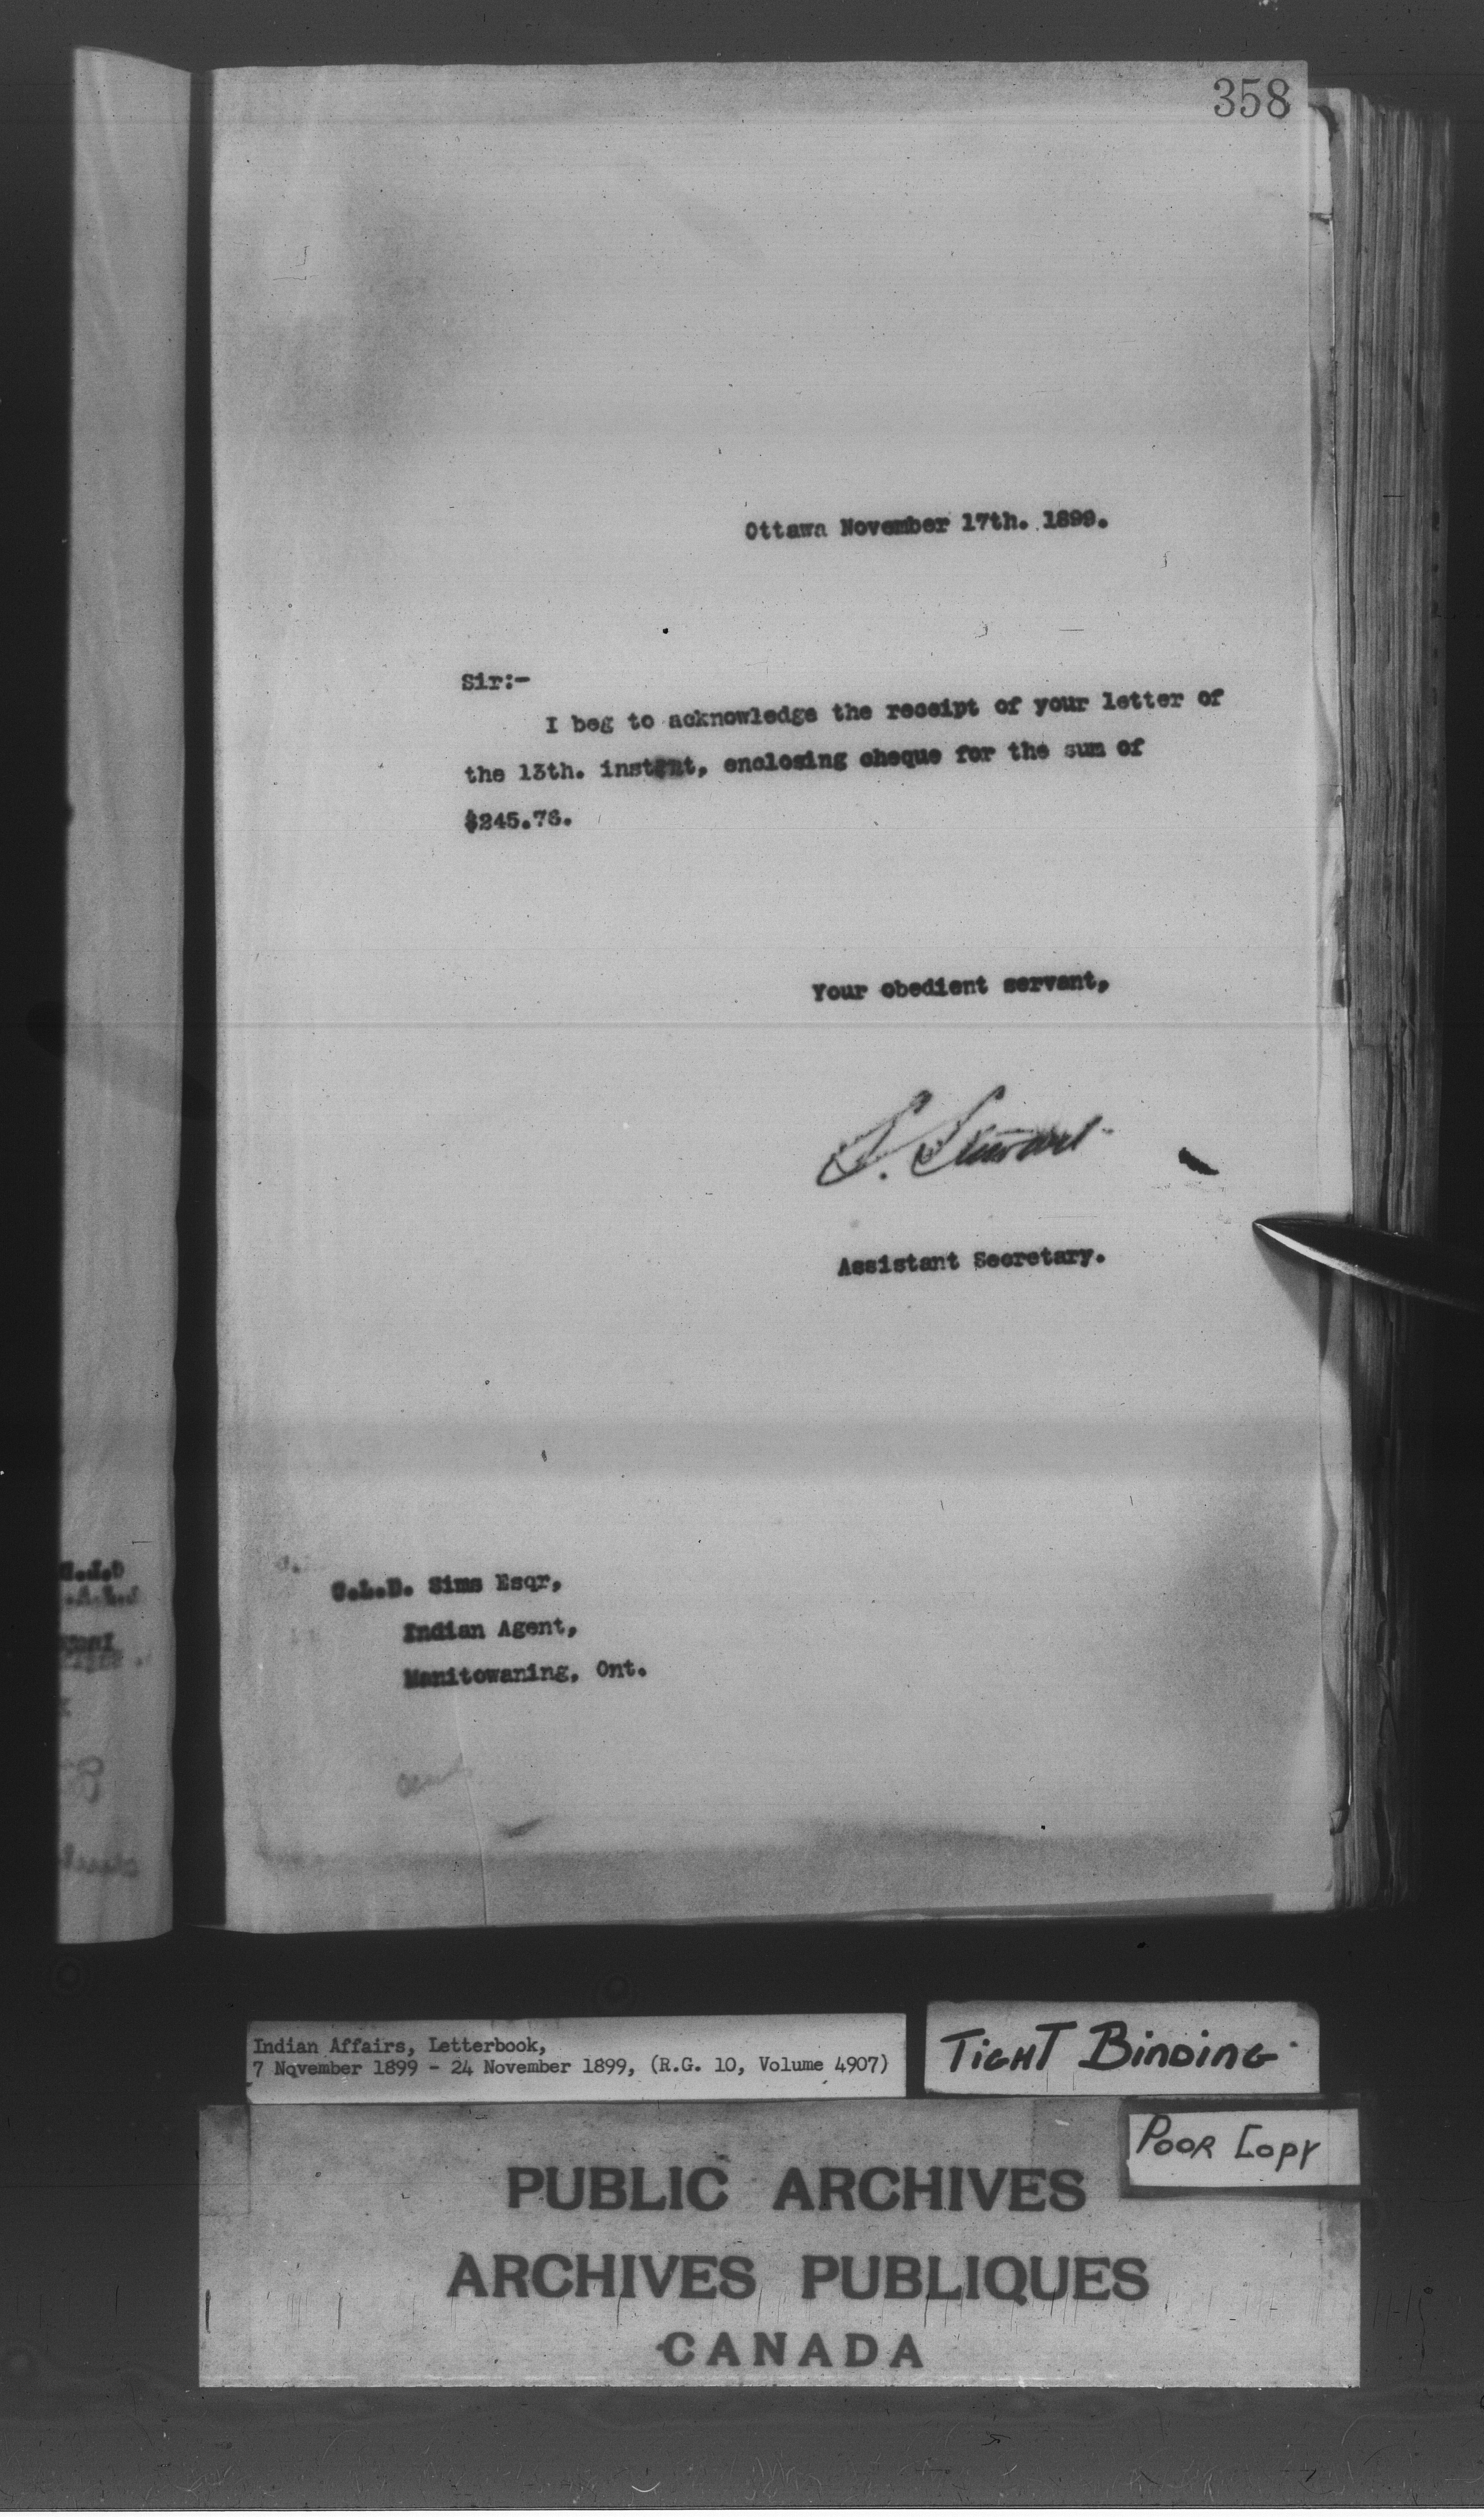 358
Ottawa November 17th. 1899.
Sir:-
I beg to acknowledge the receipt of your letter of
the 13th. instant, enclosing cheque for the sum of
$245.76.
Your obedient servant,
S. Stewart
Assistant Secretary.
C.L.D. Sims Esqr,
Indian Agent,
Manitowaning, Ont.
Indian Affairs, Letterbook,
7 November 1899 - 24 November 1899, (R.G. 10, Volume 4907)
TIGHT BINDING
POOR COPY
PUBLIC ARCHIVES
ARCHIVES PUBLIQUES
CANADA